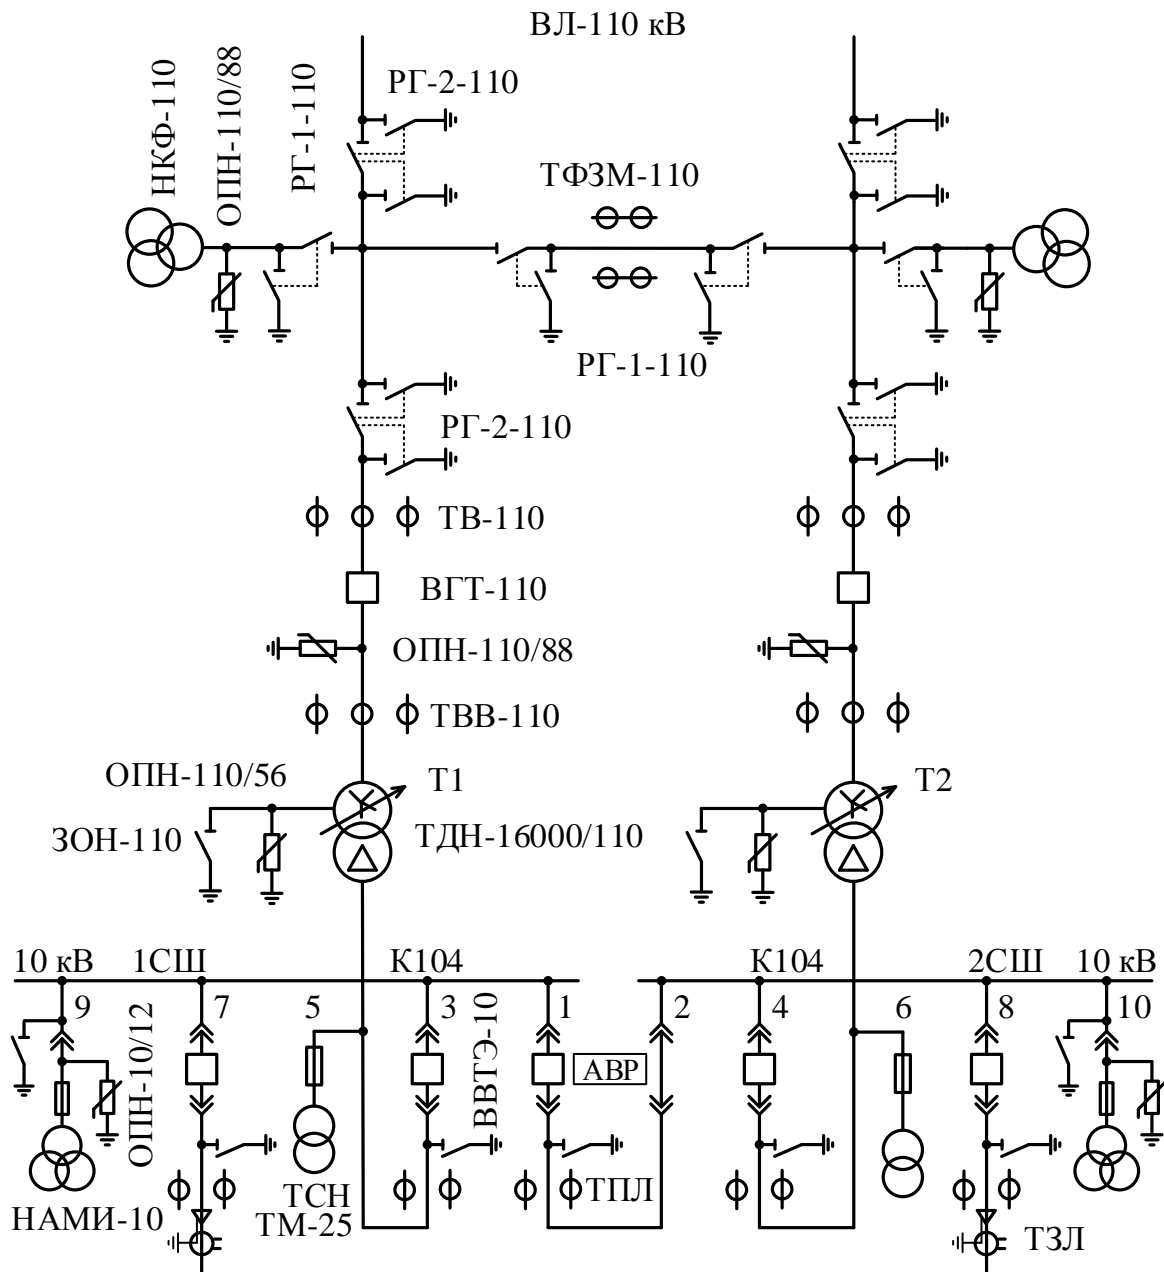 ВЛ-110 кВ
НКФ-110
ОПН-110/88
РГ-1-110
РГ-2-110
ТФЗМ-110
РГ-1-110
РГ-2-110
ТВ-110
ВГТ-110
ОПН-110/88
ТВВ-110
ОПН-110/56
Т1
Т2
ЗОН-110
ТДН-16000/110
10 кВ
1СШ
К104
К104
2СШ
10 кВ
9
7
5
3
1
2
4
6
8
10
ОПН-10/12
ВВТЭ-10
АВР
НАМИ-10
ТСН
ТМ-25
ТПЛ
ТЗЛ